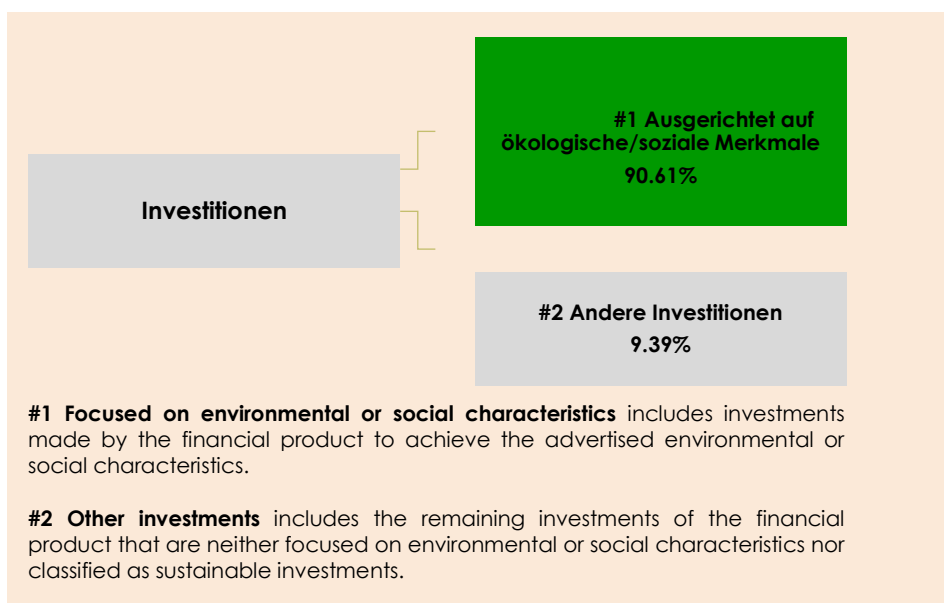 #1 Ausgerichtet auf
ökologische/soziale Merkmale
90.61%
Investitionen
#2 Andere Investitionen
9.39%
#1 Focused on environmental or social characteristics includes investments
made by the financial product to achieve the advertised environmental or
social characteristics.
#2 Other investments includes the remaining investments of the financial
product that are neither focused on environmental or social characteristics nor
classified as sustainable investments.